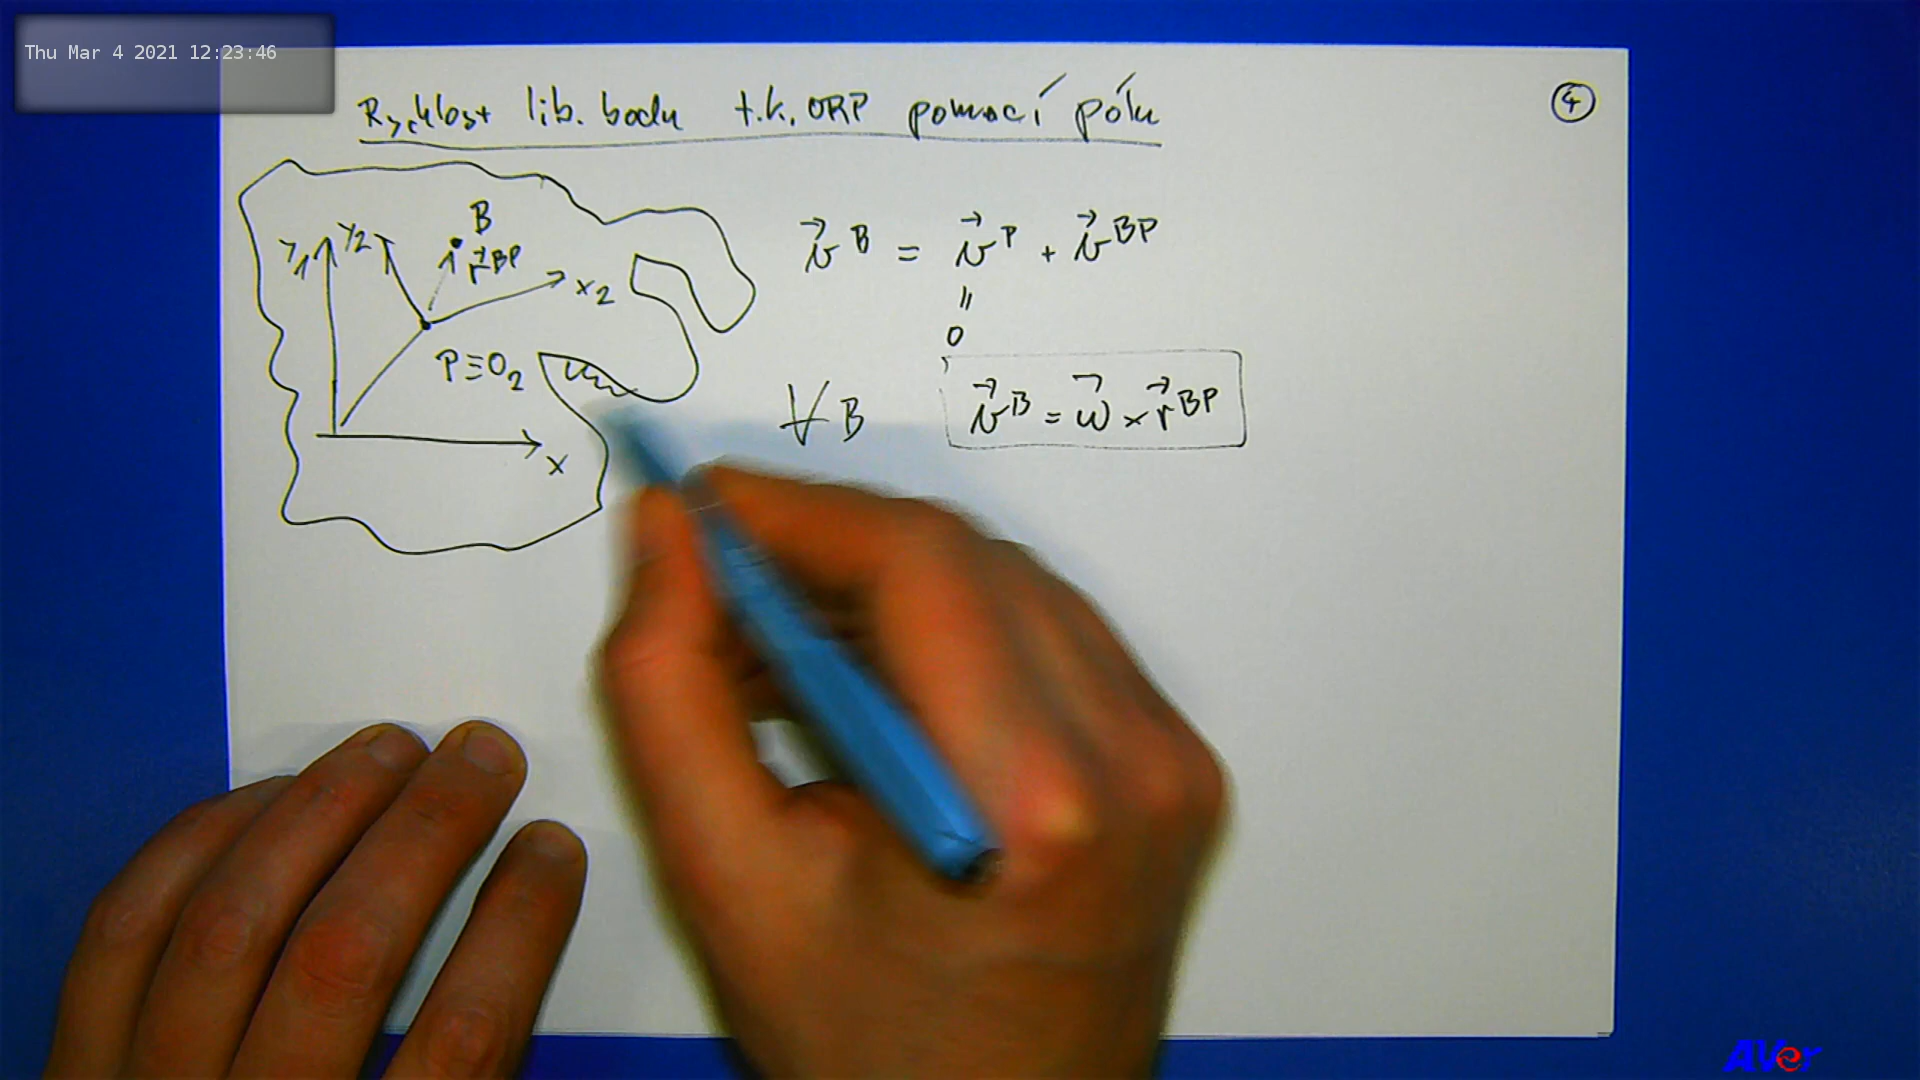 Thu Mar 4 2021 12:23:46
Rychlost lib. bodu t.k. ORP pomocí pólu
4
B
y₁ y₂ r⃗ᴮᴾ
x₂
P≡O₂
x
v⃗ᴮ = v⃗ᴾ + v⃗ᴮᴾ
=
0
∀B v⃗ᴮ = ω⃗ × r⃗ᴮᴾ
AVer